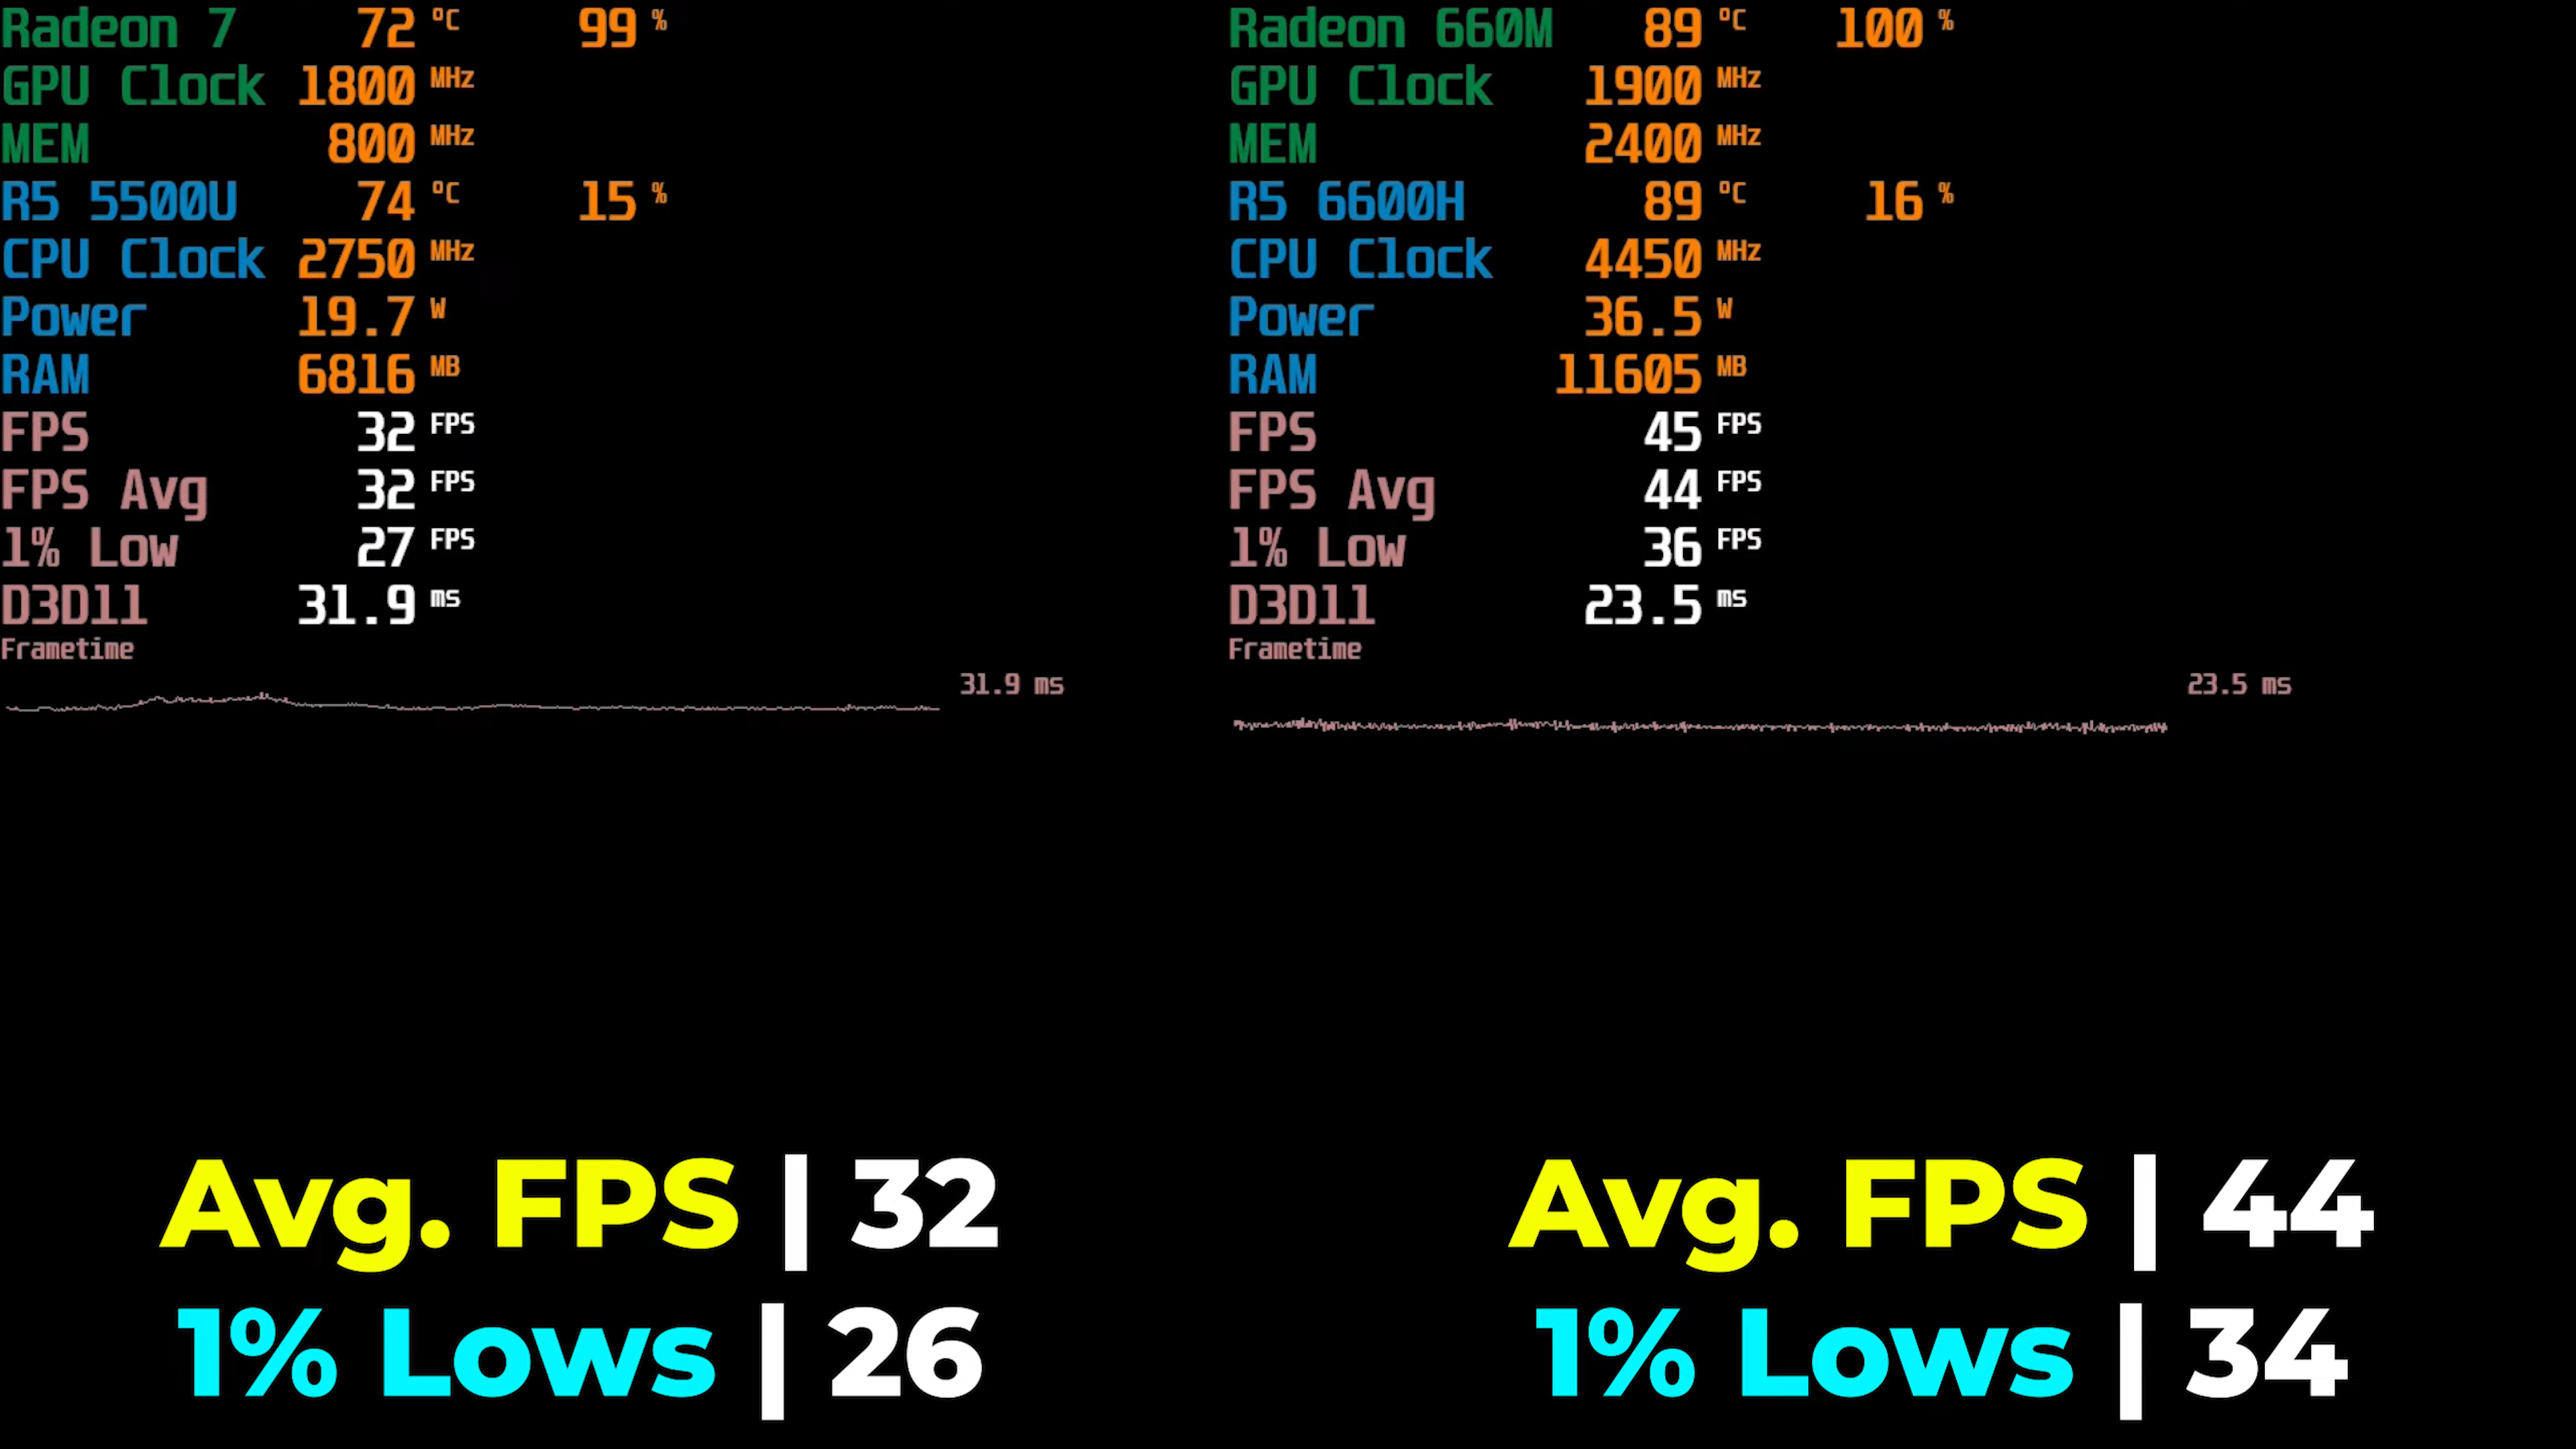 Radeon 7 72 °C 99 %
GPU Clock 1800 MHz
MEM 800 MHz
R5 5500U 74 °C 15 %
CPU Clock 2750 MHz
Power 19.7 W
RAM 6816 MB
FPS 32 FPS
FPS Avg 32 FPS
1% Low 27 FPS
D3D11 31.9 ms
Frametime
31.9 ms
Avg. FPS | 32
1% Lows | 26
Radeon 660M 89 °C 100 %
GPU Clock 1900 MHz
MEM 2400 MHz
R5 6600H 89 °C 16 %
CPU Clock 4450 MHz
Power 36.5 W
RAM 11605 MB
FPS 45 FPS
FPS Avg 44 FPS
1% Low 36 FPS
D3D11 23.5 ms
Frametime
23.5 ms
Avg. FPS | 44
1% Lows | 34